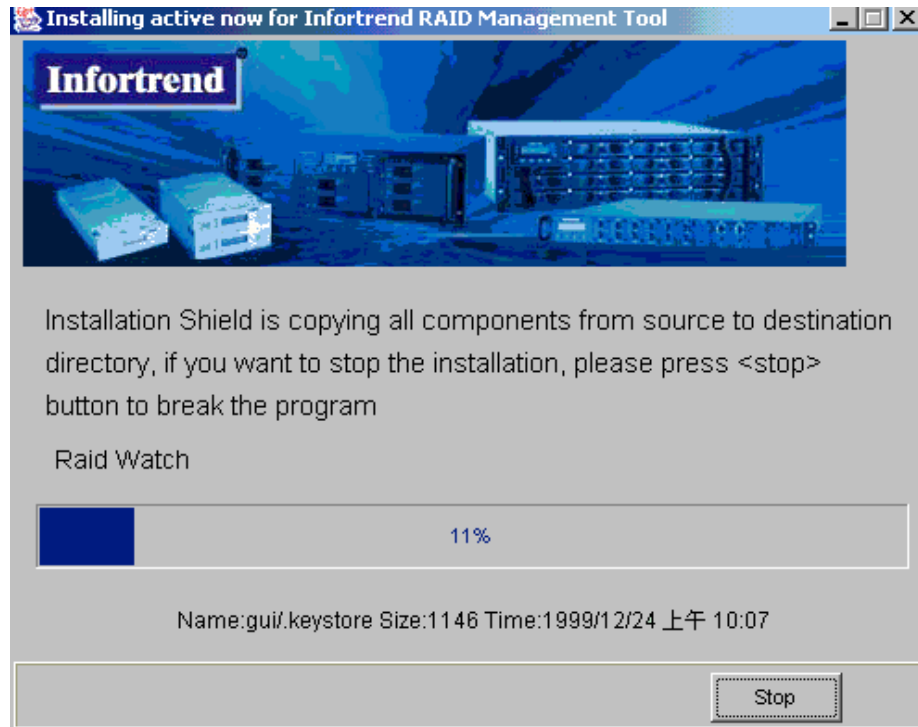 Installing active now for Infortrend RAID Management Tool
Infortrend
Installation Shield is copying all components from source to destination
directory, if you want to stop the installation, please press <stop>
button to break the program
Raid Watch
11%
Name:gui/.keystore Size:1146 Time:1999/12/24 上午 10:07
Stop